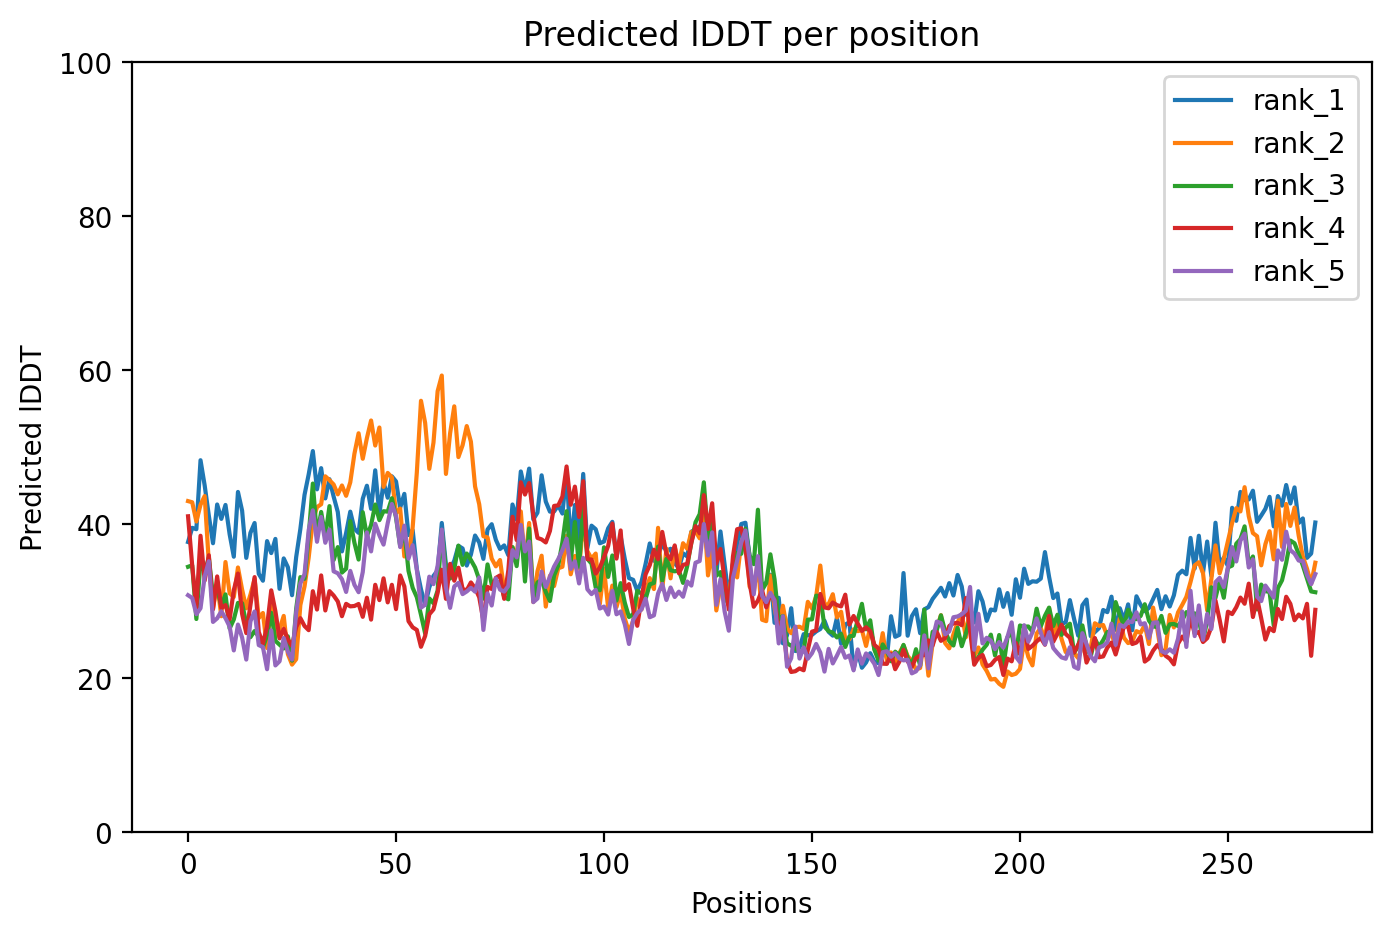 Predicted lDDT per position
100
80
60
40
20
0
Predicted lDDT
0 50 100 150 200 250
Positions
rank_1
rank_2
rank_3
rank_4
rank_5